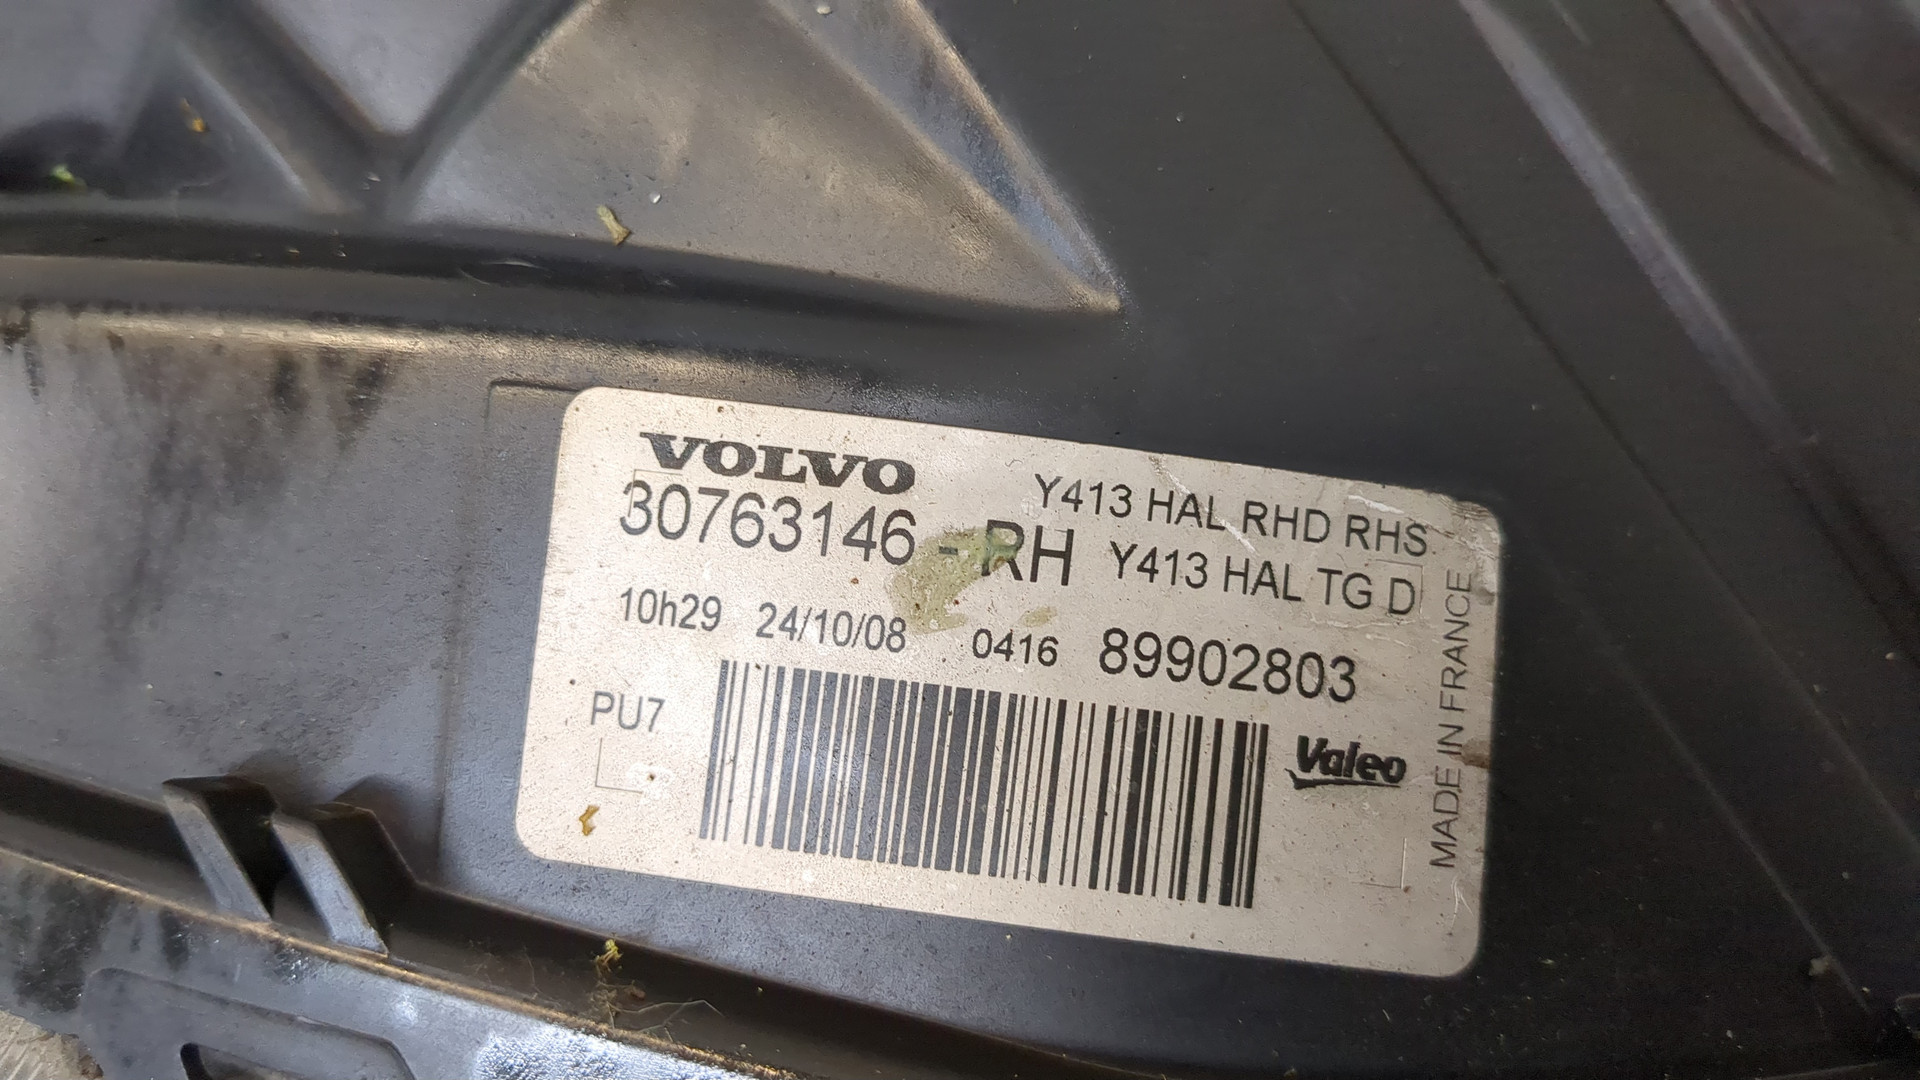 VOLVO
Y413 HAL RHD RHS
30763146 - RH
Y413 HAL TG D
10h29 24/10/08 0416 89902803
PU7
Valeo
MADE IN FRANCE